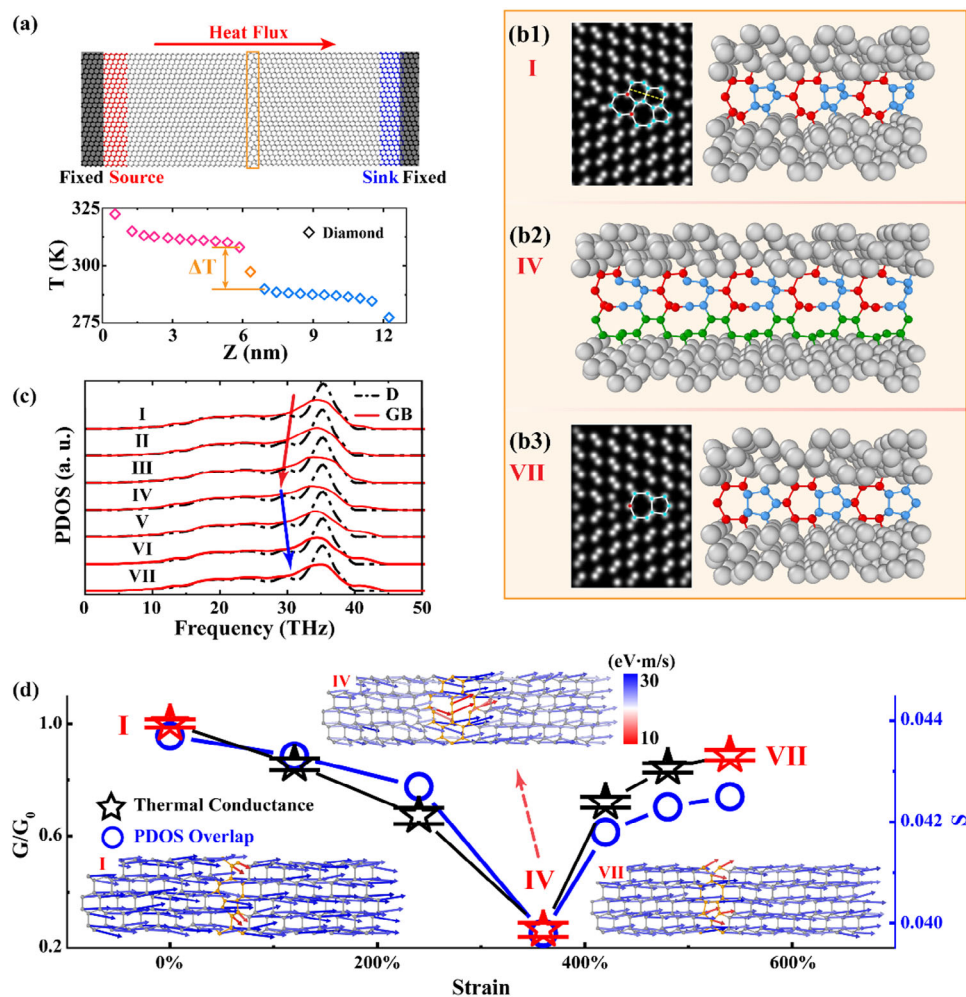 (a)
Heat Flux
Fixed Source Sink Fixed
325
300
275
T (K)
◇ Diamond
ΔT
0 3 6 9 12
Z (nm)
(b1)
I
(b2)
IV
(b3)
VII
(c)
D
GB
I
II
III
IV
V
VI
VII
PDOS (a. u.)
0 10 20 30 40 50
Frequency (THz)
(d)
IV
(eV·m/s)
30
10
1.0
0.6
0.2
G/G0
I
VII
IV
Thermal Conductance
PDOS Overlap
I
VII
0.044
0.042
0.040
S
0% 200% 400% 600%
Strain